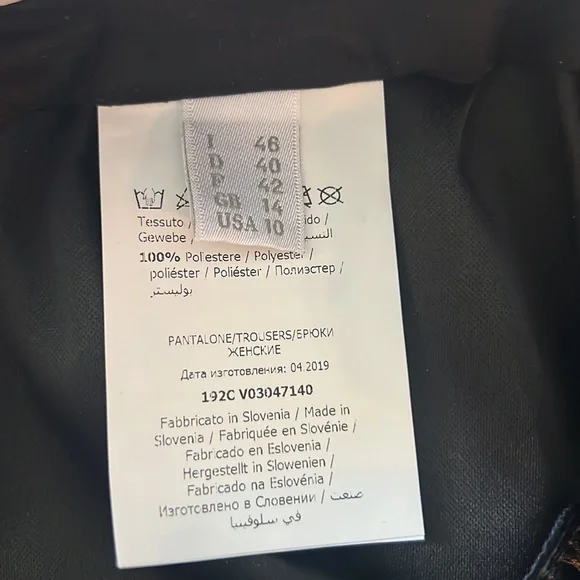 I 46
D 40
F 42
GB 14
USA 10
Tessuto / ido /
Gewebe /
100% Poliestere / Polyester /
poliéster / Poliéster / Полиэстер /
بوليستر
PANTALONE/TROUSERS/БРЮКИ
ЖЕНСКИЕ
Дата изготовления: 04.2019
192C V03047140
Fabbricato in Slovenia / Made in
Slovenia / Fabriquée en Slovénie /
Fabricado en Eslovenia /
Hergestellt in Slowenien /
Fabricado na Eslovénia /
Изготовлено в Словении / صنعت
في سلوفينيا